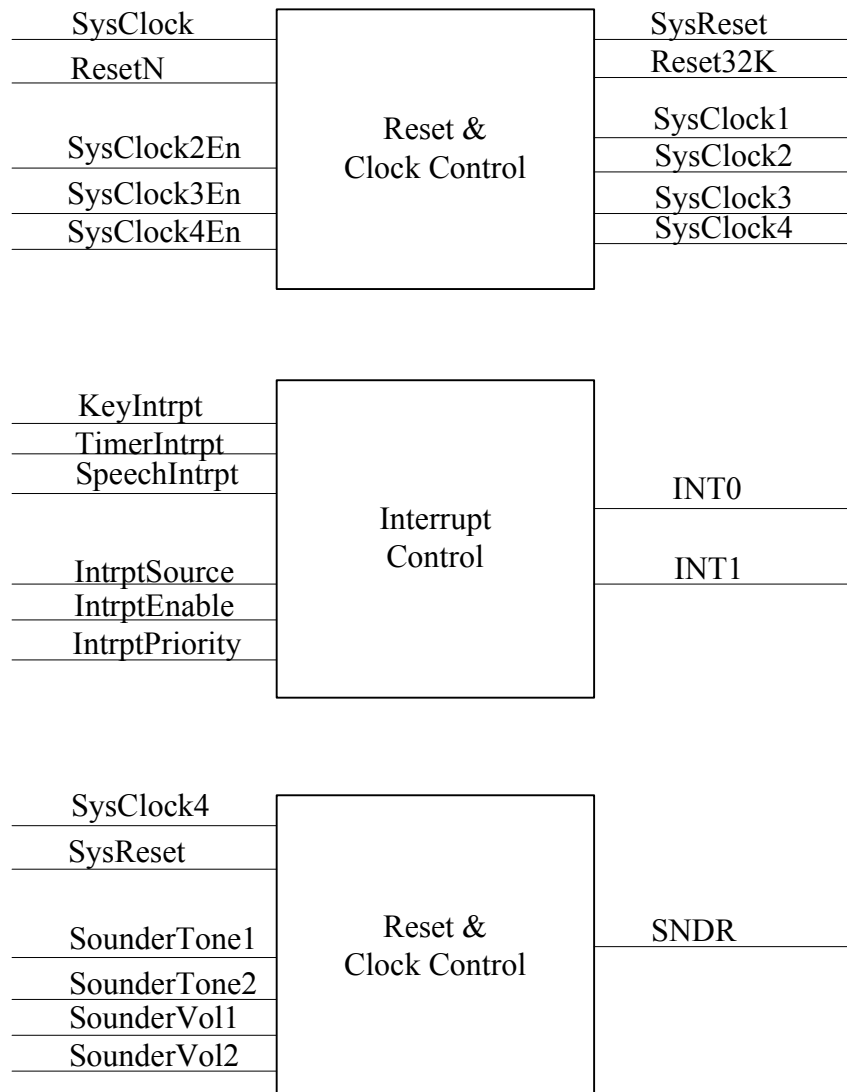 SysClock
ResetN
SysClock2En
SysClock3En
SysClock4En
Reset &
Clock Control
SysReset
Reset32K
SysClock1
SysClock2
SysClock3
SysClock4
KeyIntrpt
TimerIntrpt
SpeechIntrpt
IntrptSource
IntrptEnable
IntrptPriority
Interrupt
Control
INT0
INT1
SysClock4
SysReset
SounderTone1
SounderTone2
SounderVol1
SounderVol2
Reset &
Clock Control
SNDR